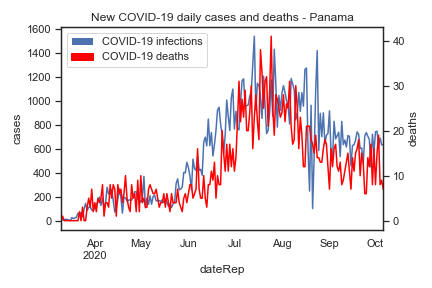 New COVID-19 daily cases and deaths - Panama
COVID-19 infections
COVID-19 deaths
cases
1600
1400
1200
1000
800
600
400
200
0
deaths
40
30
20
10
0
Apr
2020
May
Jun
Jul
Aug
Sep
Oct
dateRep